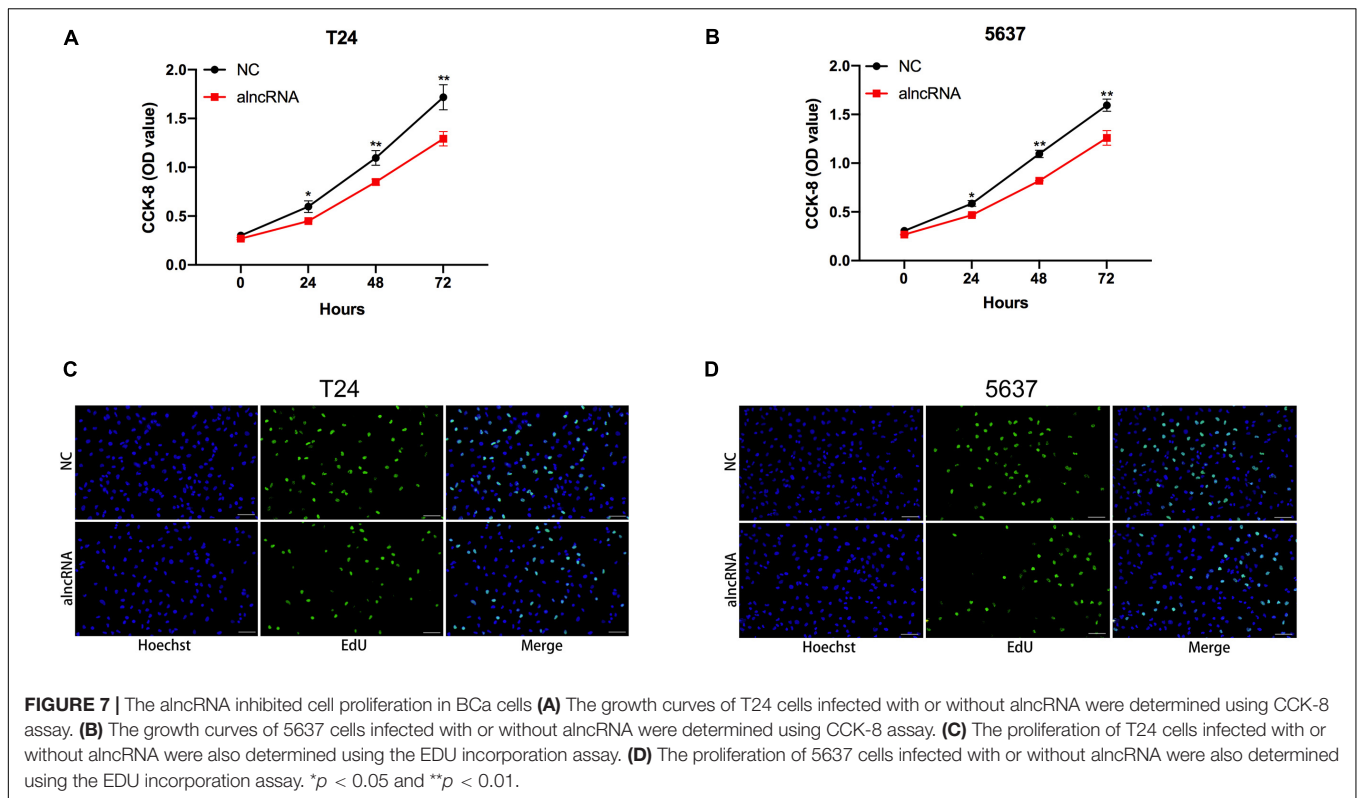 A
T24
NC
alncRNA
CCK-8 (OD value)
2.0
1.5
1.0
0.5
0.0
*
**
**
0
24
48
72
Hours
B
5637
NC
alncRNA
CCK-8 (OD value)
2.0
1.5
1.0
0.5
0.0
*
**
**
0
24
48
72
Hours
C
T24
NC
alncRNA
Hoechst
EdU
Merge
D
5637
NC
alncRNA
Hoechst
EdU
Merge
FIGURE 7 | The alncRNA inhibited cell proliferation in BCa cells (A) The growth curves of T24 cells infected with or without alncRNA were determined using CCK-8
assay. (B) The growth curves of 5637 cells infected with or without alncRNA were determined using CCK-8 assay. (C) The proliferation of T24 cells infected with or
without alncRNA were also determined using the EDU incorporation assay. (D) The proliferation of 5637 cells infected with or without alncRNA were also determined
using the EDU incorporation assay. *p < 0.05 and **p < 0.01.